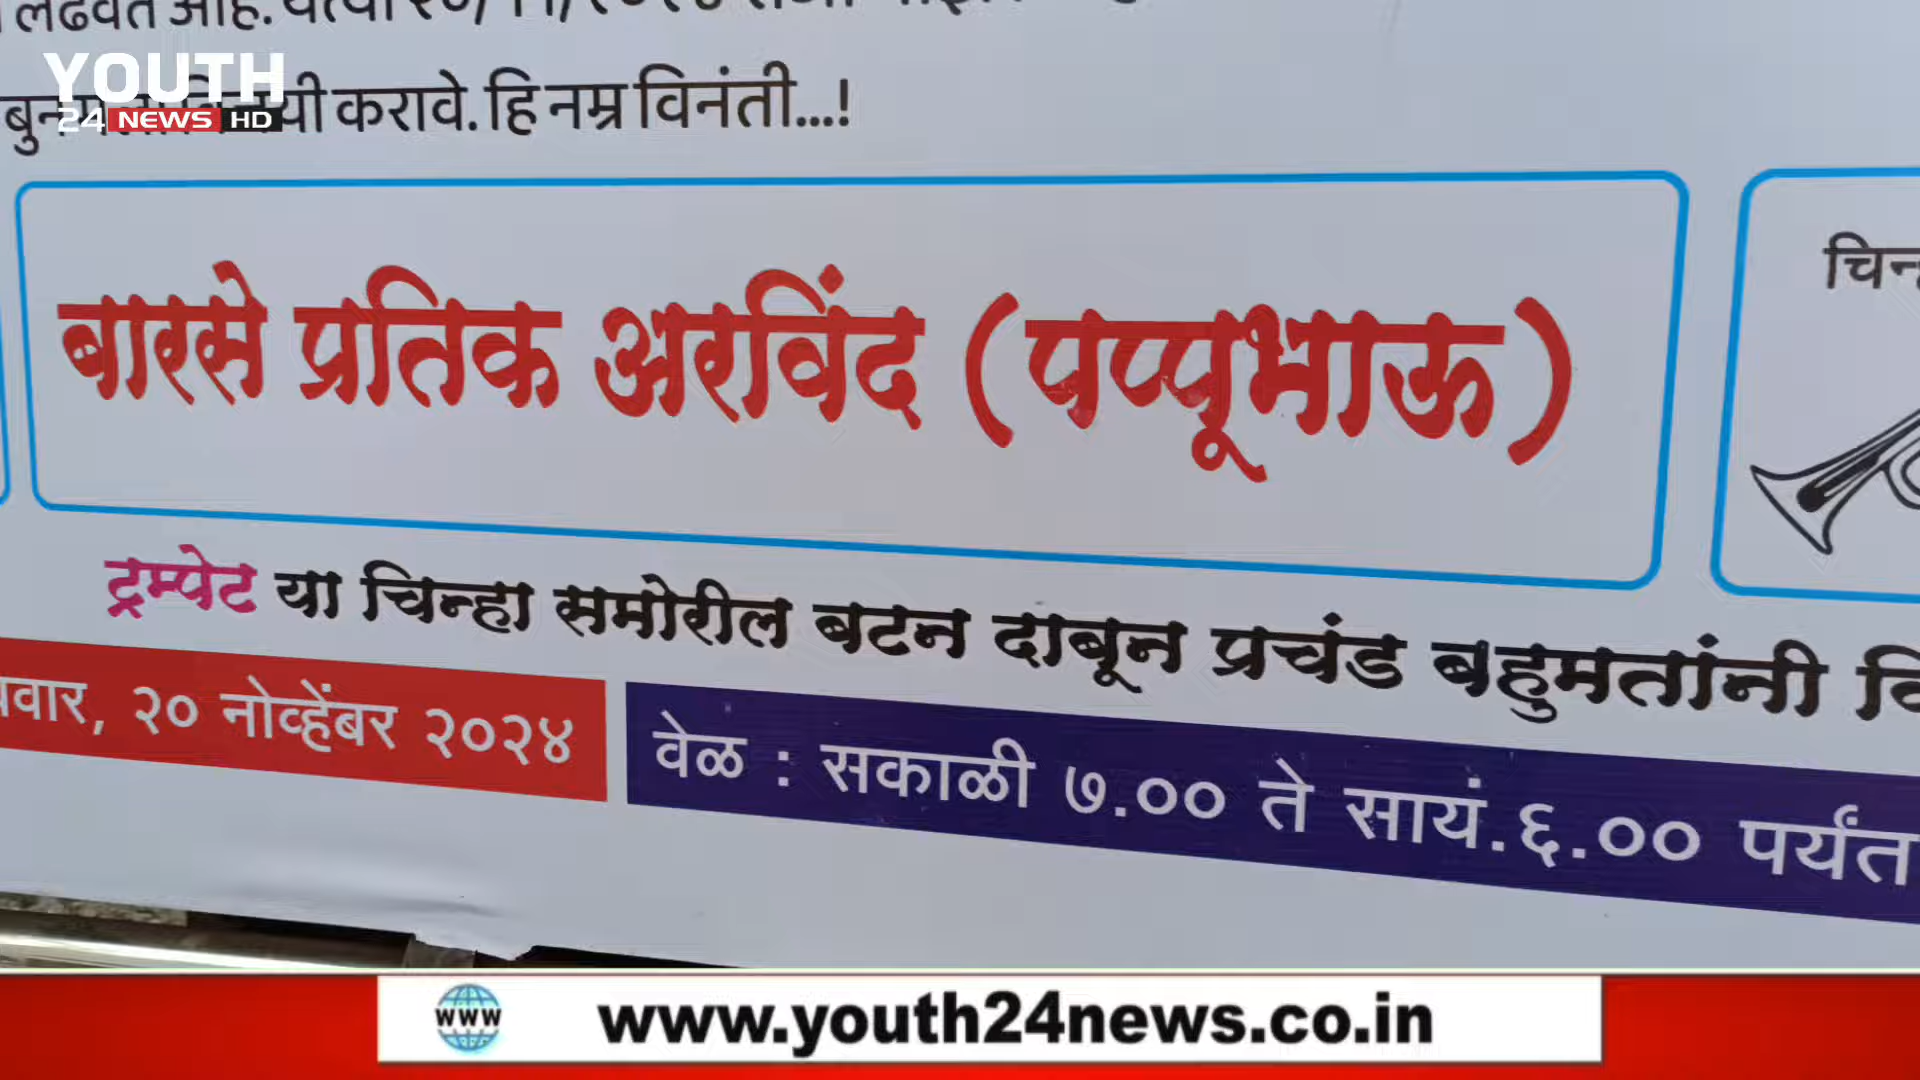 लढवत आहे.
YOUTH
24 NEWS HD
करावे. हि नम्र विनंती...!
बारसे प्रतिक अरविंद (पप्पूभाऊ)
ट्रम्पेट या चिन्हा समोरील बटन दाबून प्रचंड बहुमतांनी वि
वार, २० नोव्हेंबर २०२४
वेळ : सकाळी ७.०० ते सायं.६.०० पर्यंत
www www.youth24news.co.in